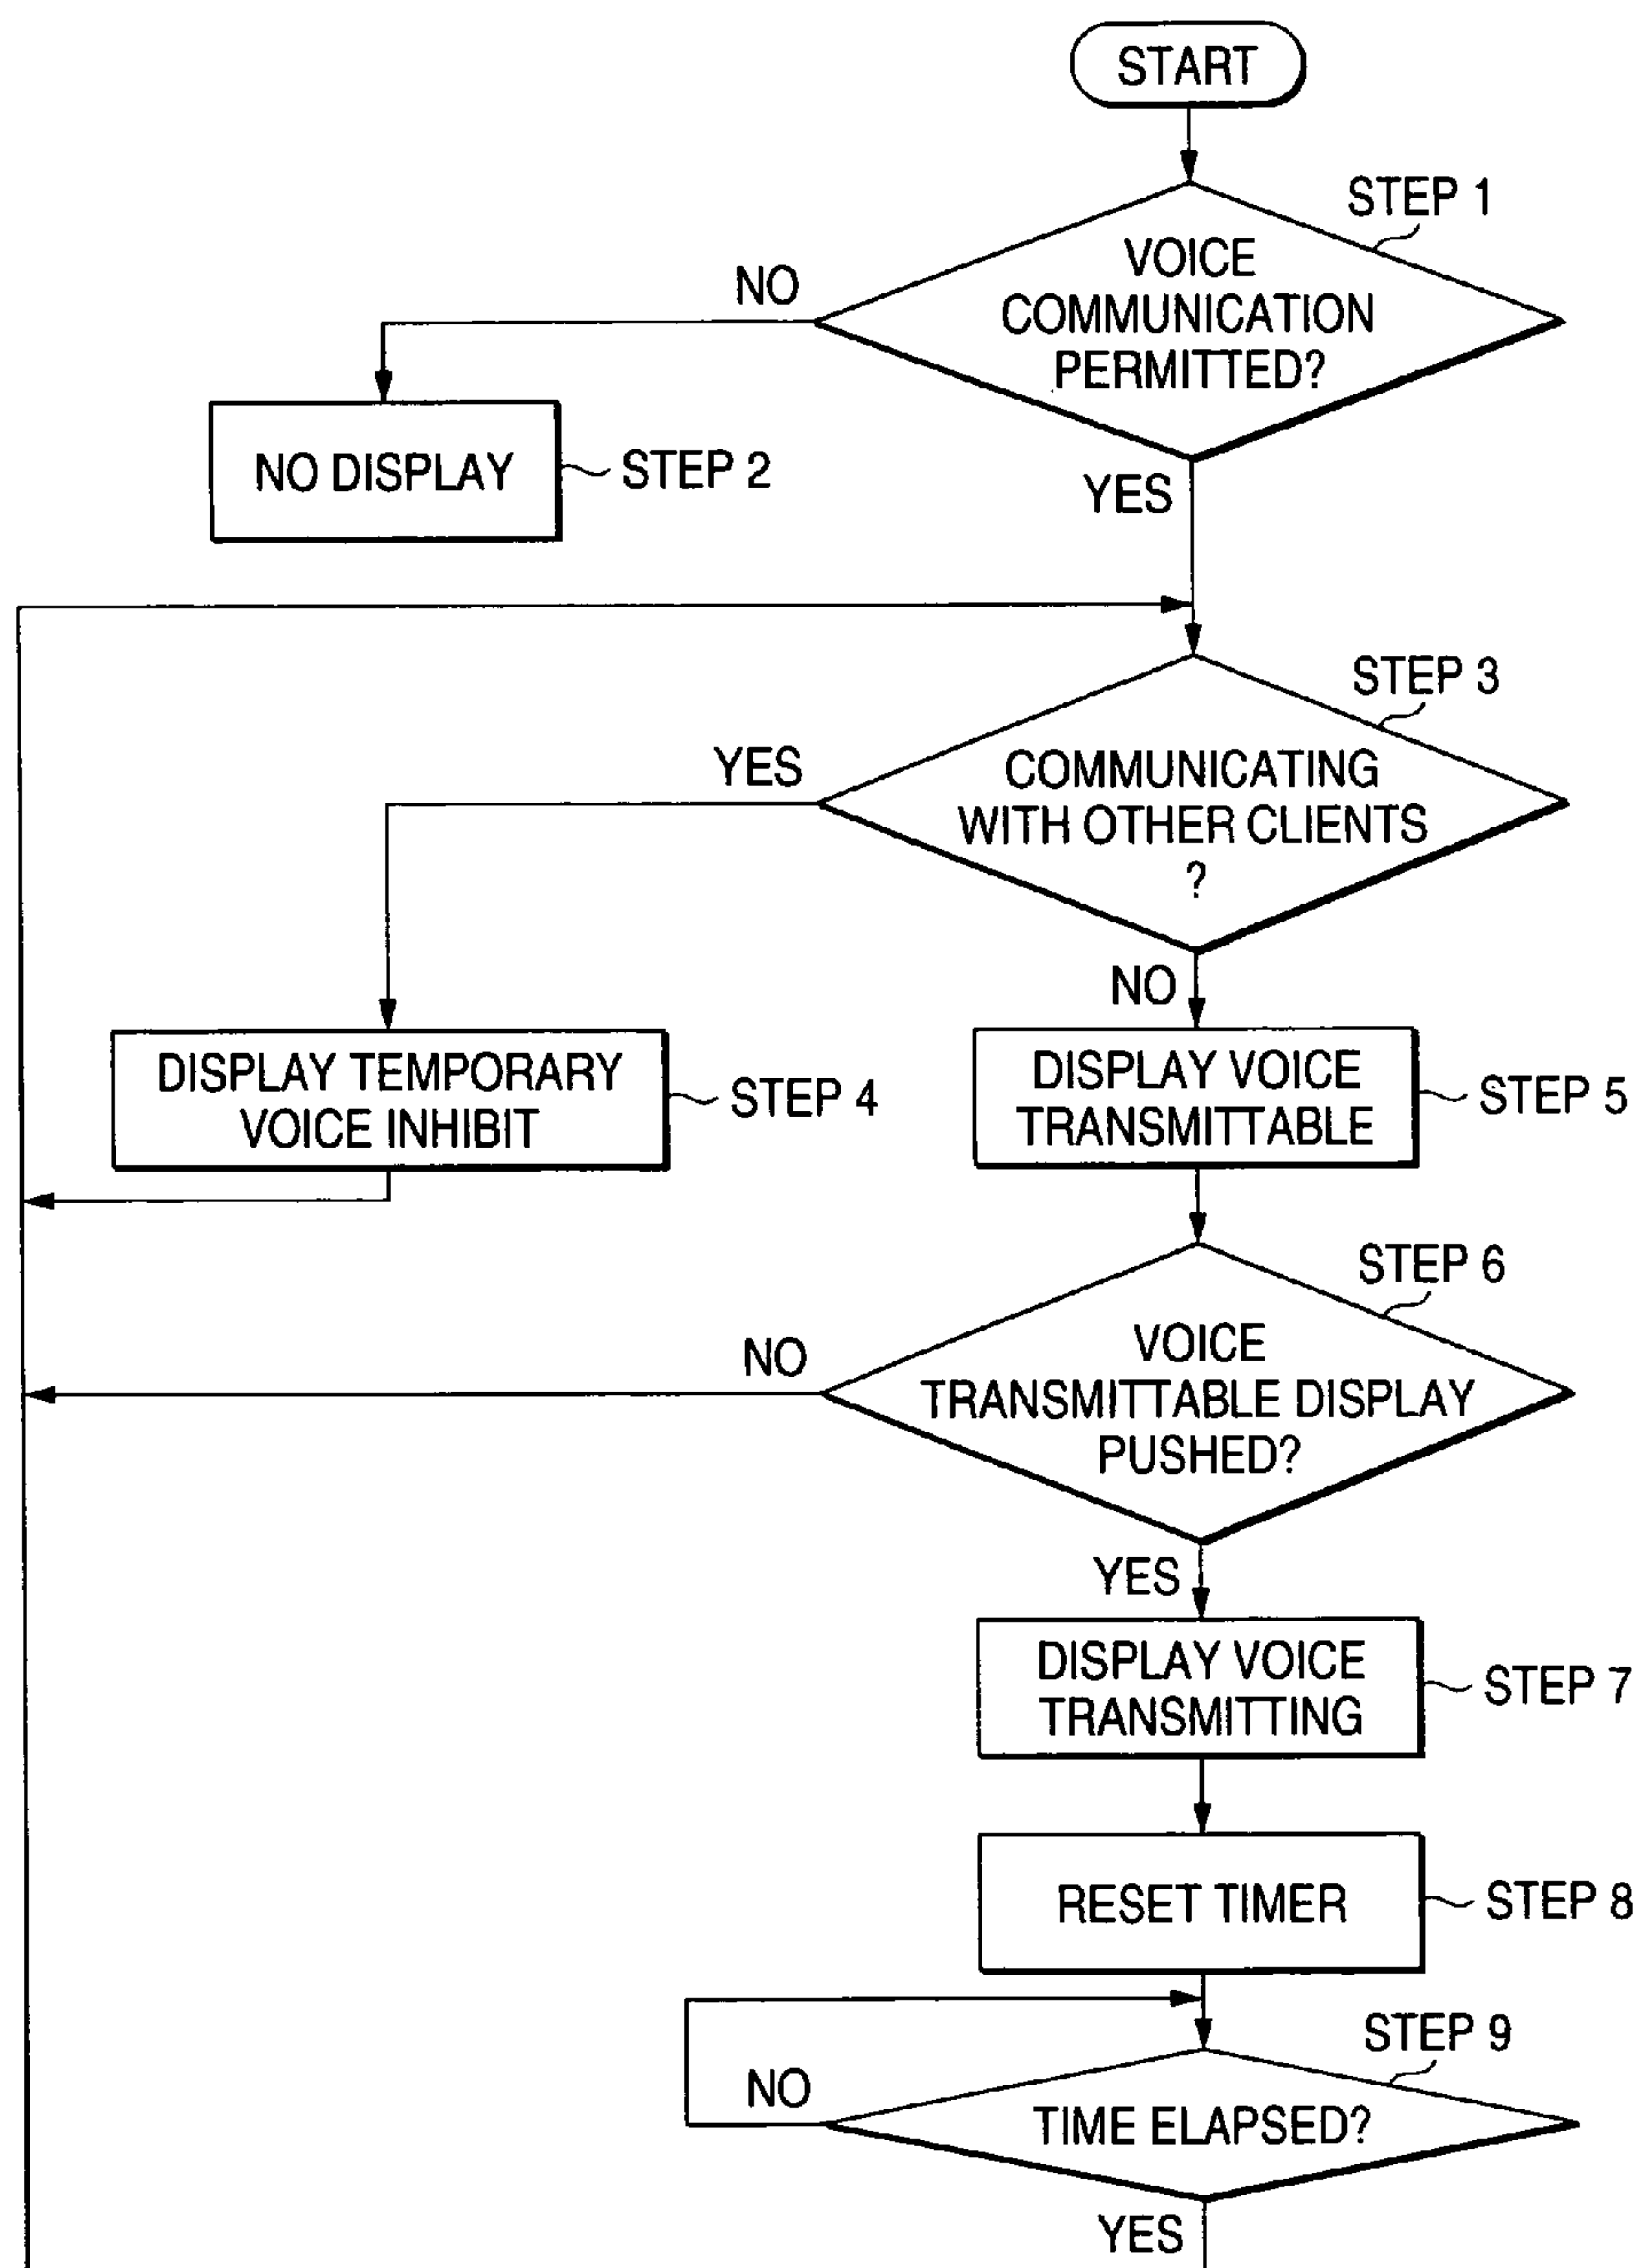 START
STEP 1
VOICE
COMMUNICATION
PERMITTED?
NO
NO DISPLAY
STEP 2
YES
STEP 3
COMMUNICATING
WITH OTHER CLIENTS
?
YES
DISPLAY TEMPORARY
VOICE INHIBIT
STEP 4
NO
DISPLAY VOICE
TRANSMITTABLE
STEP 5
STEP 6
VOICE
TRANSMITTABLE DISPLAY
PUSHED?
NO
YES
DISPLAY VOICE
TRANSMITTING
STEP 7
RESET TIMER
STEP 8
STEP 9
TIME ELAPSED?
NO
YES